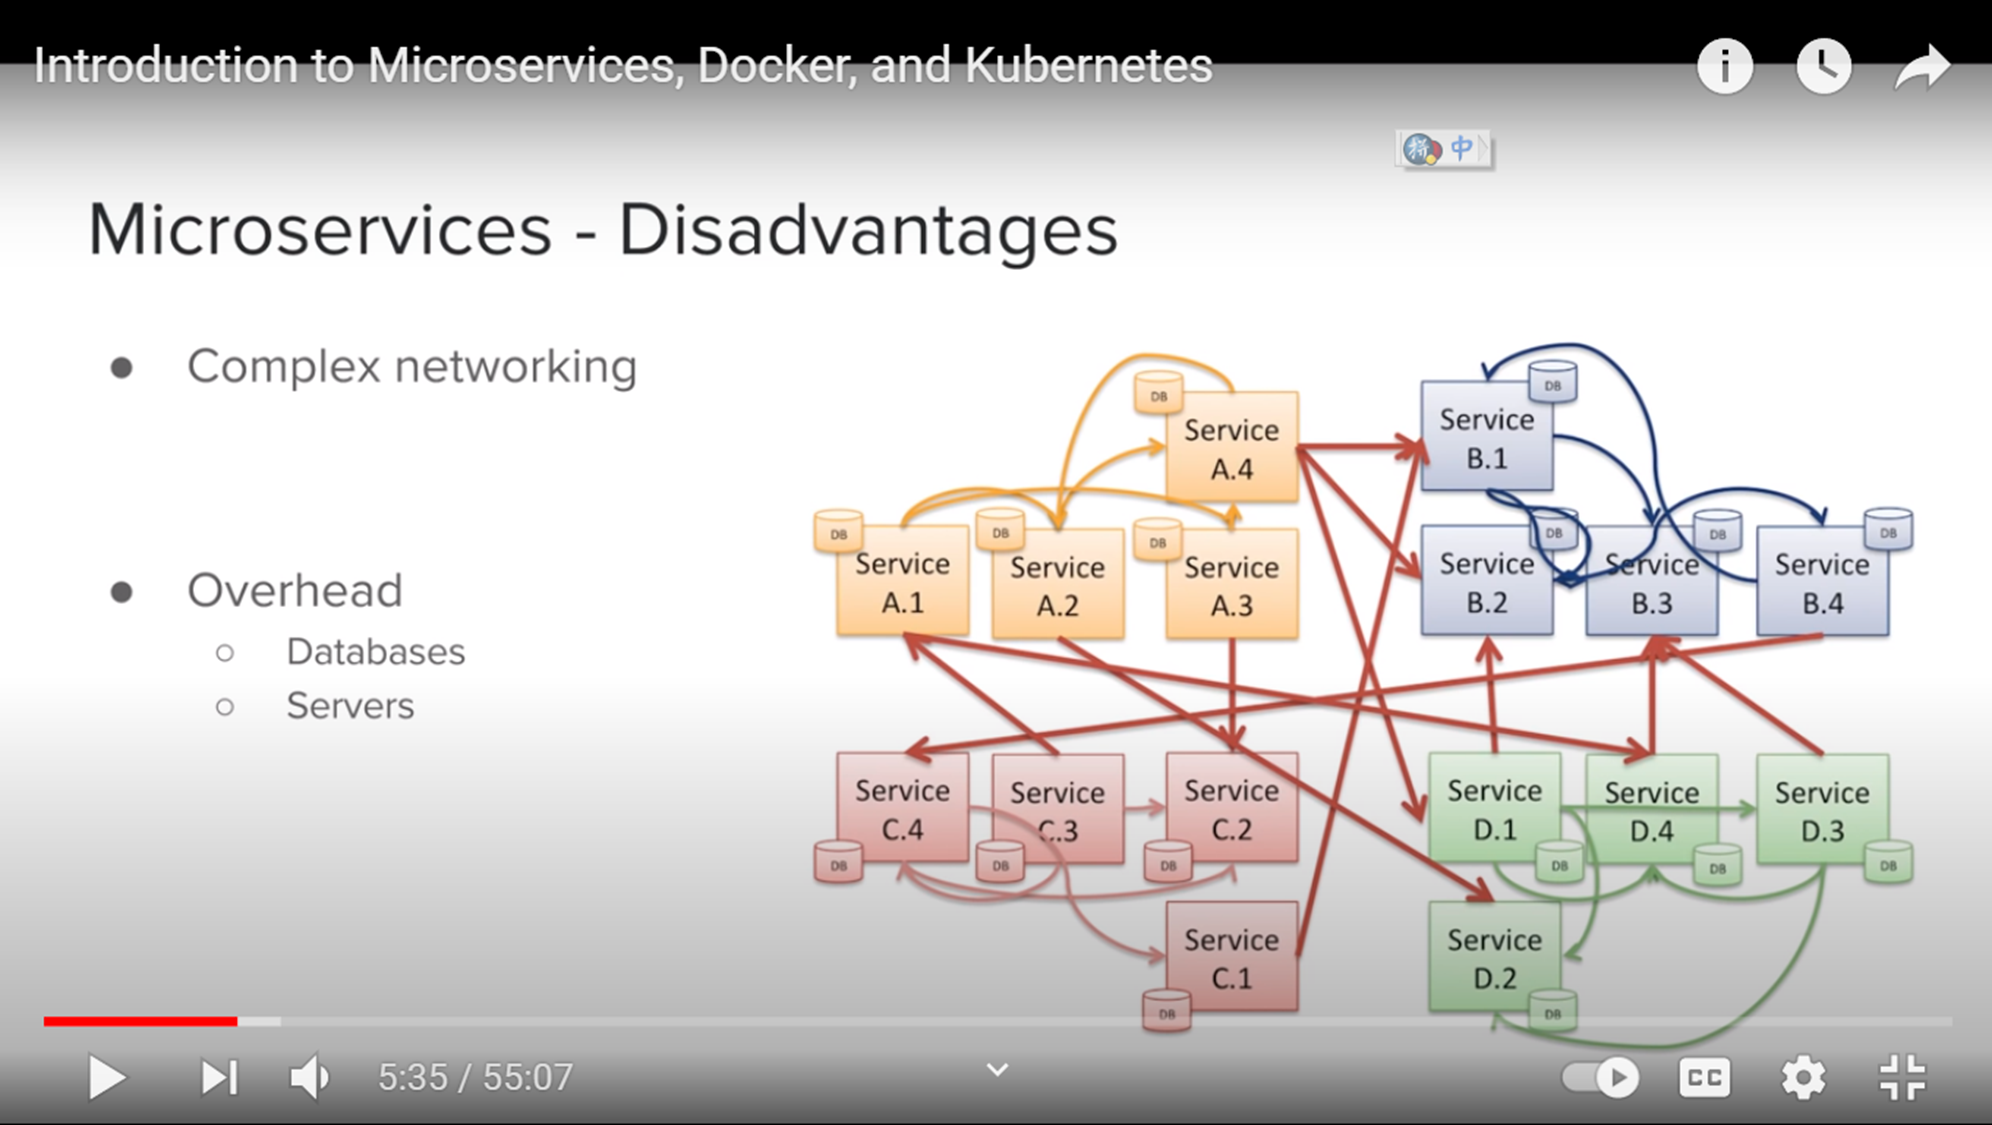 Introduction to Microservices, Docker, and Kubernetes
拼 中
Microservices - Disadvantages
● Complex networking
● Overhead
○ Databases
○ Servers
DB
Service
A.4
DB
Service
B.1
DB
Service
A.1
DB
Service
A.2
DB
Service
A.3
Service
B.2
DB
Service
B.3
DB
Service
B.4
DB
Service
C.4
DB
Service
C.3
DB
Service
C.2
DB
Service
D.1
DB
Service
D.4
DB
Service
D.3
DB
Service
C.1
DB
Service
D.2
DB
5:35 / 55:07
CC